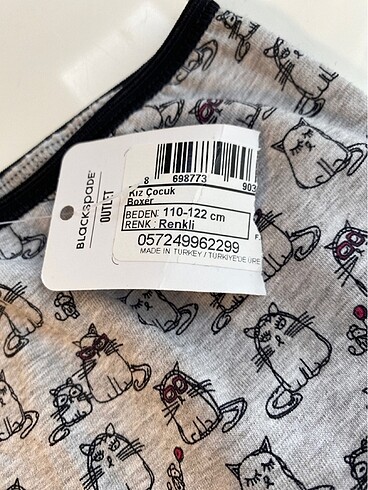 BLACKSPADE
OUTLET
8 698773 903
Kız Çocuk
Boxer
BEDEN: 110-122 cm
RENK : Renkli
057249962299
MADE IN TURKEY / TÜRKİYE'DE ÜRE